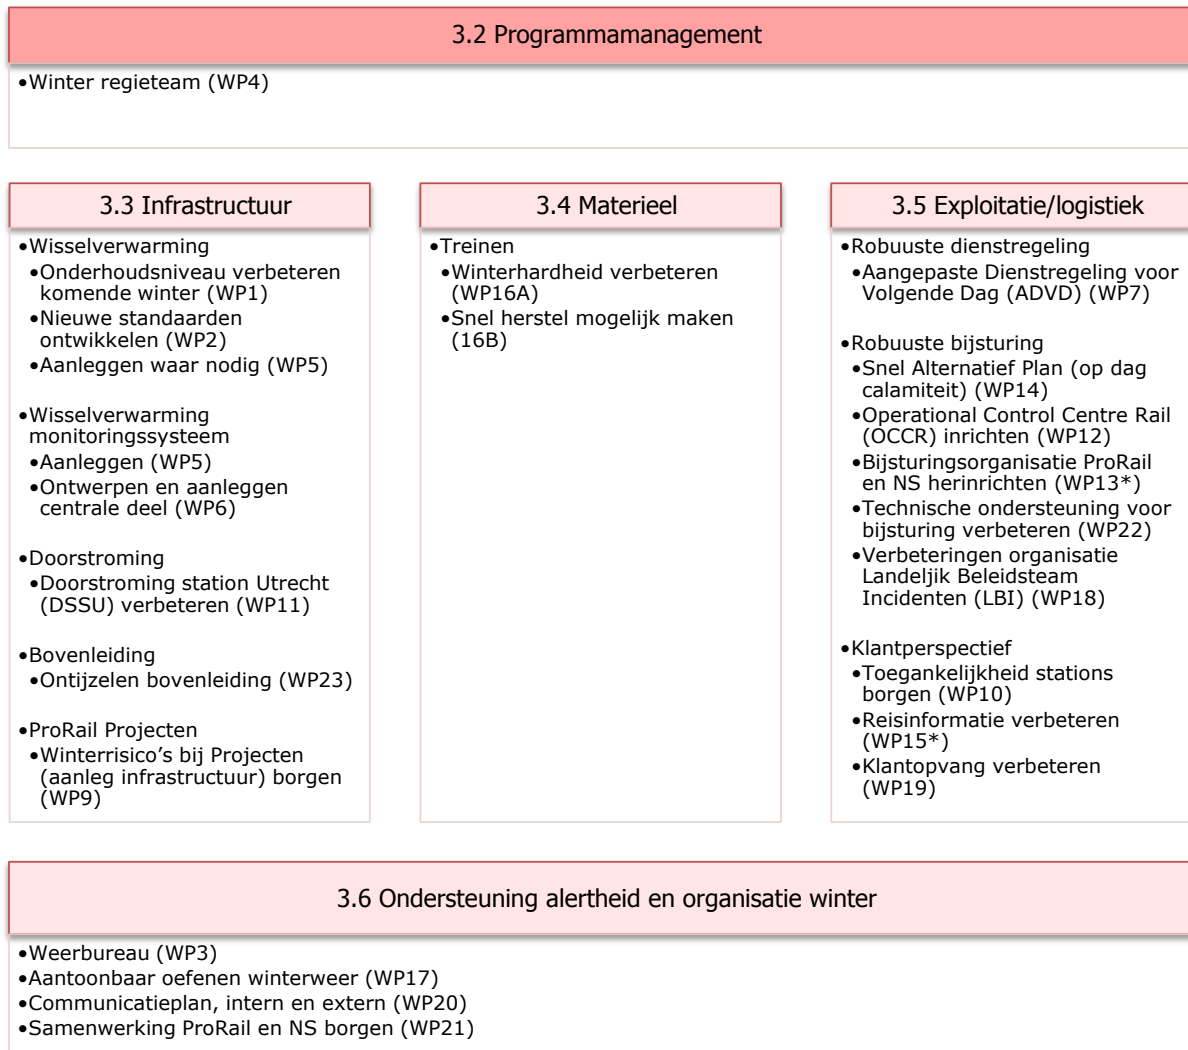 3.2 Programmamanagement
•Winter regieteam (WP4)
3.3 Infrastructuur
•Wisselverwarming
•Onderhoudsniveau verbeteren
komende winter (WP1)
•Nieuwe standaarden
ontwikkelen (WP2)
•Aanleggen waar nodig (WP5)
•Wisselverwarming
monitoringssysteem
•Aanleggen (WP5)
•Ontwerpen en aanleggen
centrale deel (WP6)
•Doorstroming
•Doorstroming station Utrecht
(DSSU) verbeteren (WP11)
•Bovenleiding
•Ontijzelen bovenleiding (WP23)
•ProRail Projecten
•Winterrisico’s bij Projecten
(aanleg infrastructuur) borgen
(WP9)
3.4 Materieel
•Treinen
•Winterhardheid verbeteren
(WP16A)
•Snel herstel mogelijk maken
(16B)
3.5 Exploitatie/logistiek
•Robuuste dienstregeling
•Aangepaste Dienstregeling voor
Volgende Dag (ADVD) (WP7)
•Robuuste bijsturing
•Snel Alternatief Plan (op dag
calamiteit) (WP14)
•Operational Control Centre Rail
(OCCR) inrichten (WP12)
•Bijsturingsorganisatie ProRail
en NS herinrichten (WP13*)
•Technische ondersteuning voor
bijsturing verbeteren (WP22)
•Verbeteringen organisatie
Landeljik Beleidsteam
Incidenten (LBI) (WP18)
•Klantperspectief
•Toegankelijkheid stations
borgen (WP10)
•Reisinformatie verbeteren
(WP15*)
•Klantopvang verbeteren
(WP19)
3.6 Ondersteuning alertheid en organisatie winter
•Weerbureau (WP3)
•Aantoonbaar oefenen winterweer (WP17)
•Communicatieplan, intern en extern (WP20)
•Samenwerking ProRail en NS borgen (WP21)